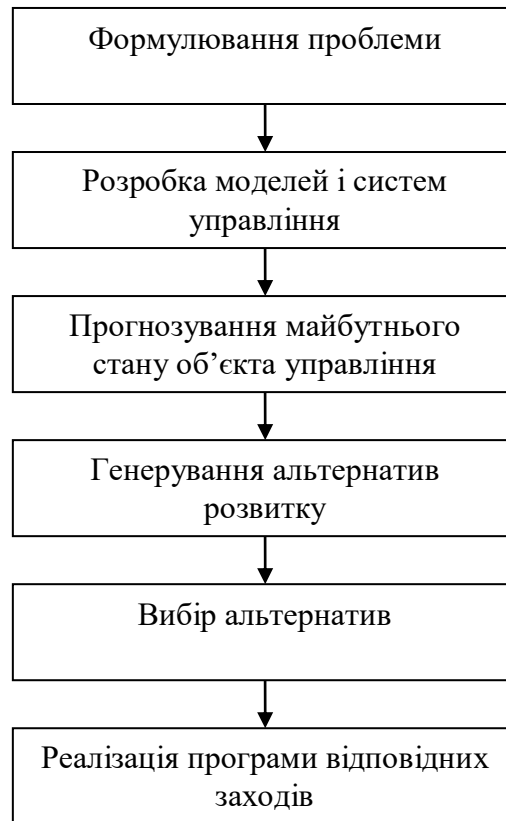 Формулювання проблеми
Розробка моделей і систем
управління
Прогнозування майбутнього
стану об’єкта управління
Генерування альтернатив
розвитку
Вибір альтернатив
Реалізація програми відповідних
заходів